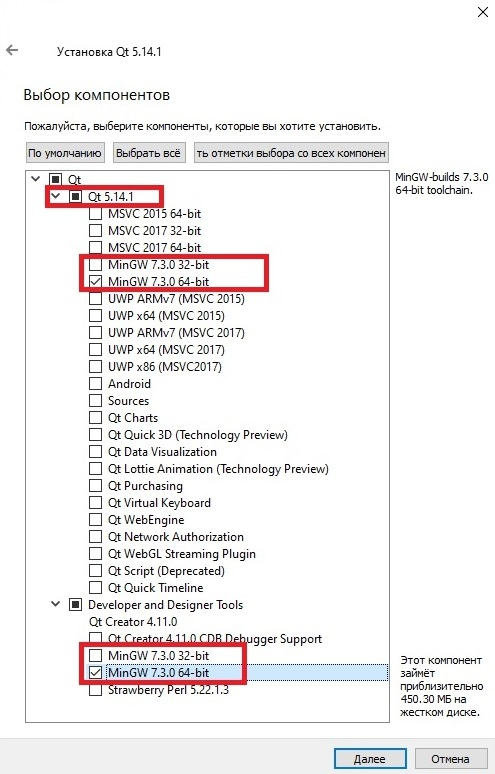 Установка Qt 5.14.1
Выбор компонентов
Пожалуйста, выберите компоненты, которые вы хотите установить.
По умолчанию
Выбрать всё
ть отметки выбора со всех компонен
Qt
Qt 5.14.1
MSVC 2015 64-bit
MSVC 2017 32-bit
MSVC 2017 64-bit
MinGW 7.3.0 32-bit
MinGW 7.3.0 64-bit
UWP ARMv7 (MSVC 2015)
UWP x64 (MSVC 2015)
UWP ARMv7 (MSVC 2017)
UWP x64 (MSVC 2017)
UWP x86 (MSVC2017)
Android
Sources
Qt Charts
Qt Quick 3D (Technology Preview)
Qt Data Visualization
Qt Lottie Animation (Technology Preview)
Qt Purchasing
Qt Virtual Keyboard
Qt WebEngine
Qt Network Authorization
Qt WebGL Streaming Plugin
Qt Script (Deprecated)
Qt Quick Timeline
Developer and Designer Tools
Qt Creator 4.11.0
Qt Creator 4.11.0 CDB Debugger Support
MinGW 7.3.0 32-bit
MinGW 7.3.0 64-bit
Strawberry Perl 5.22.1.3
MinGW-builds 7.3.0
64-bit toolchain.
Этот компонент
займёт
приблизительно
450.30 МБ на
жестком диске.
Далее
Отмена